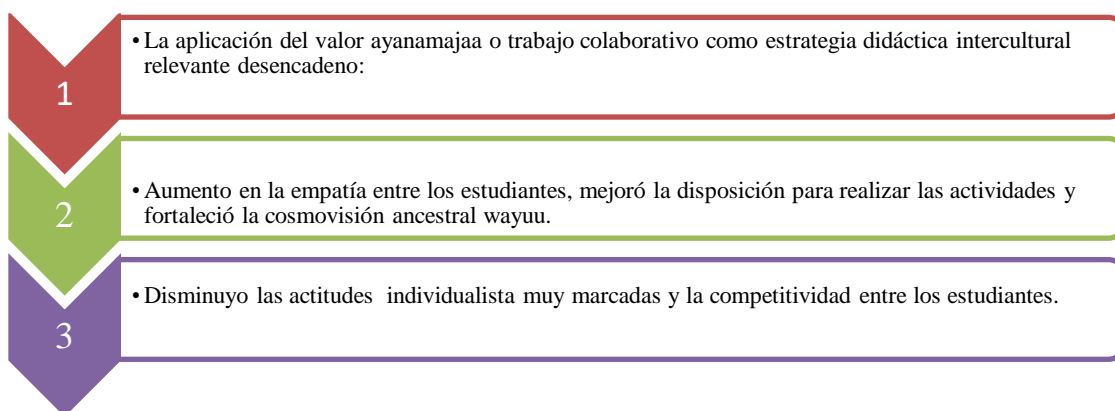 1
• La aplicación del valor ayanamajaa o trabajo colaborativo como estrategia didáctica intercultural
relevante desencadeno:
2
• Aumento en la empatía entre los estudiantes, mejoró la disposición para realizar las actividades y
fortaleció la cosmovisión ancestral wayuu.
3
• Disminuyo las actitudes individualista muy marcadas y la competitividad entre los estudiantes.